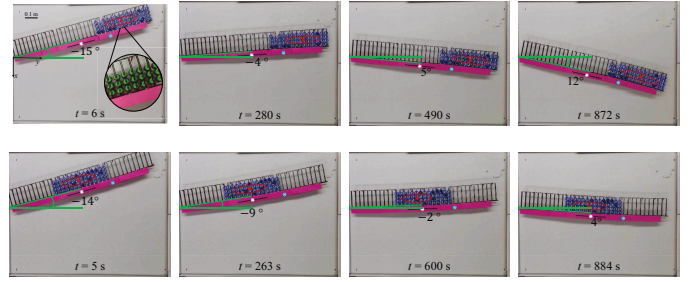 0.1 m
−15°
y
x
t = 6 s
−4 °
t = 280 s
5°
t = 490 s
12°
t = 872 s
−14°
t = 5 s
−9 °
t = 263 s
−2 °
t = 600 s
4°
t = 884 s